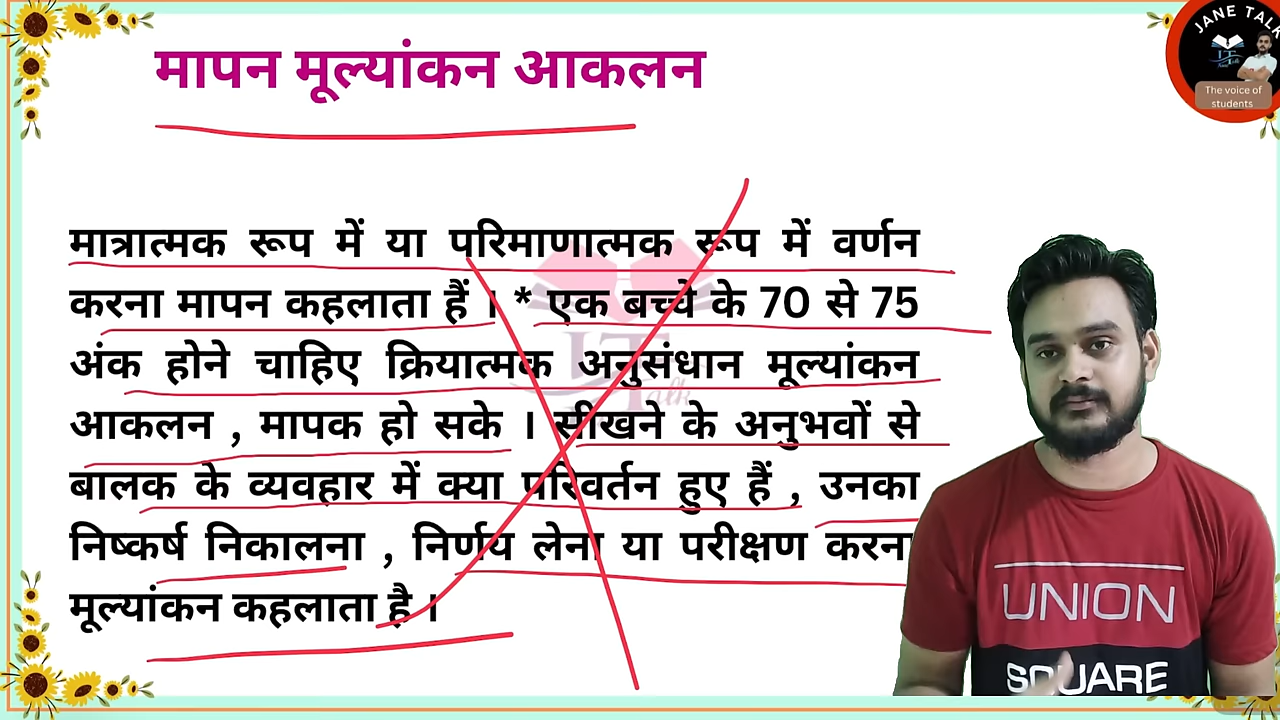 मापन मूल्यांकन आकलन
JANE TALK
The voice of
students
मात्रात्मक रूप में या परिमाणात्मक रूप में वर्णन
करना मापन कहलाता हैं । * एक बच्चे के 70 से 75
अंक होने चाहिए क्रियात्मक अनुसंधान मूल्यांकन
आकलन , मापक हो सके । सीखने के अनुभवों से
बालक के व्यवहार में क्या परिवर्तन हुए हैं , उनका
निष्कर्ष निकालना , निर्णय लेना या परीक्षण करना
मूल्यांकन कहलाता है ।
UNION
SQUARE